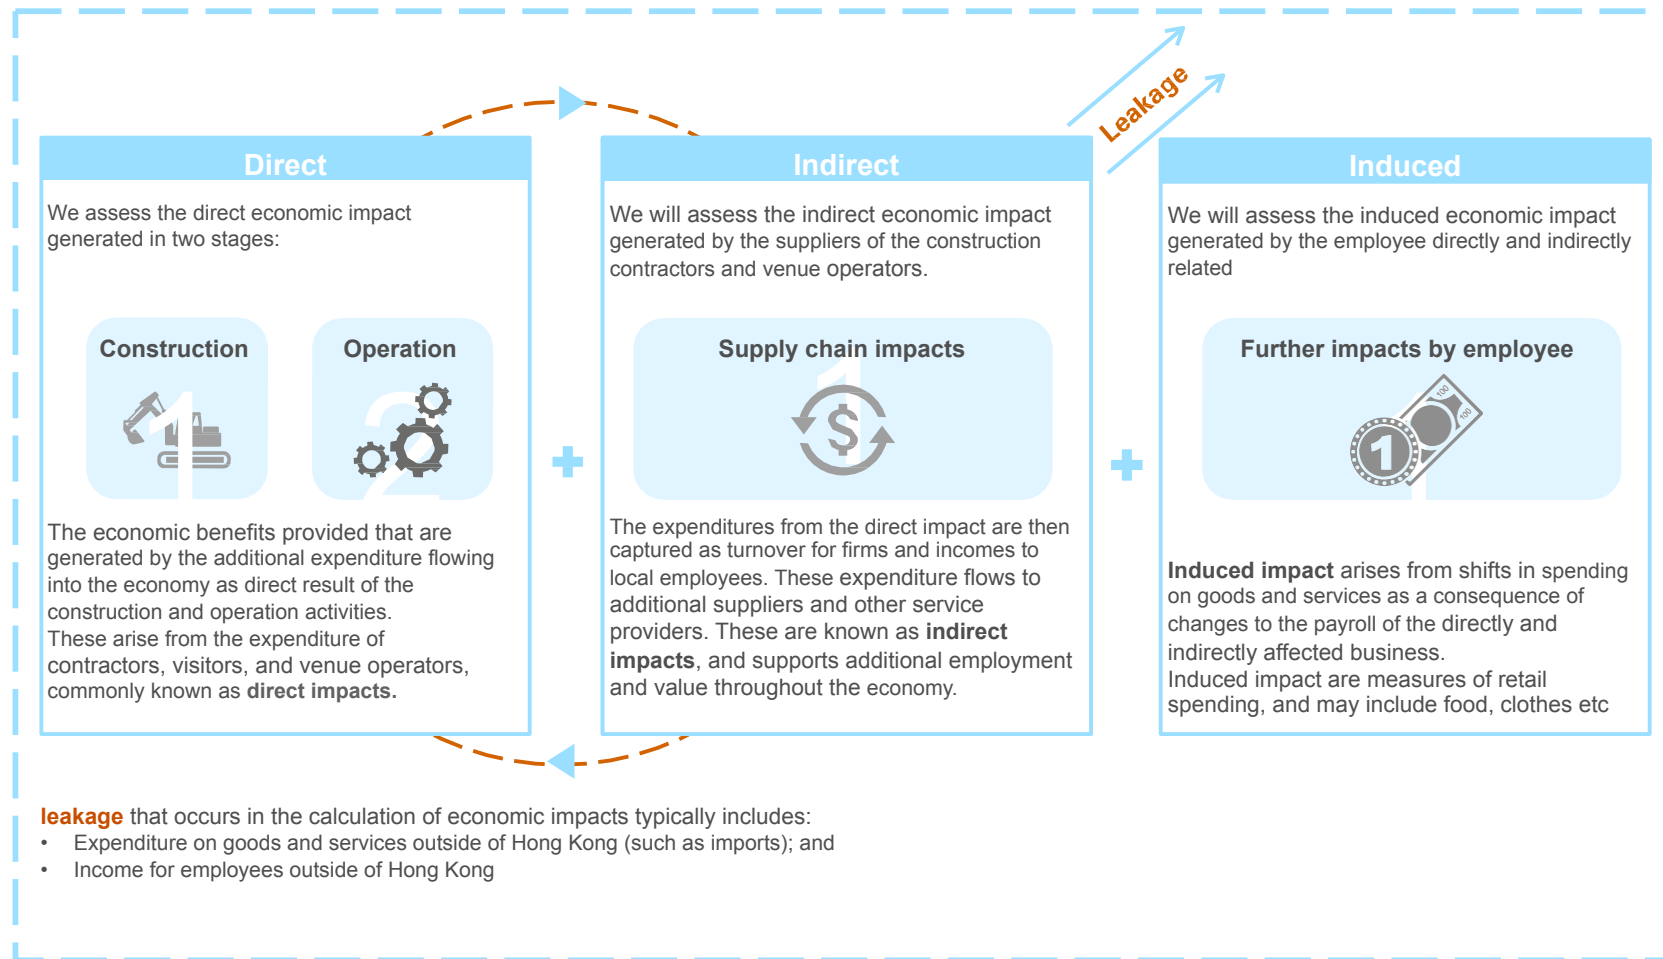 Leakage
Direct
We assess the direct economic impact
generated in two stages:
Construction
1
Operation
2
The economic benefits provided that are
generated by the additional expenditure flowing
into the economy as direct result of the
construction and operation activities.
These arise from the expenditure of
contractors, visitors, and venue operators,
commonly known as direct impacts.
Indirect
We will assess the indirect economic impact
generated by the suppliers of the construction
contractors and venue operators.
Supply chain impacts
1
$
The expenditures from the direct impact are then
captured as turnover for firms and incomes to
local employees. These expenditure flows to
additional suppliers and other service
providers. These are known as indirect
impacts, and supports additional employment
and value throughout the economy.
Induced
We will assess the induced economic impact
generated by the employee directly and indirectly
related
Further impacts by employee
1
1
100
100
Induced impact arises from shifts in spending
on goods and services as a consequence of
changes to the payroll of the directly and
indirectly affected business.
Induced impact are measures of retail
spending, and may include food, clothes etc
leakage that occurs in the calculation of economic impacts typically includes:
• Expenditure on goods and services outside of Hong Kong (such as imports); and
• Income for employees outside of Hong Kong